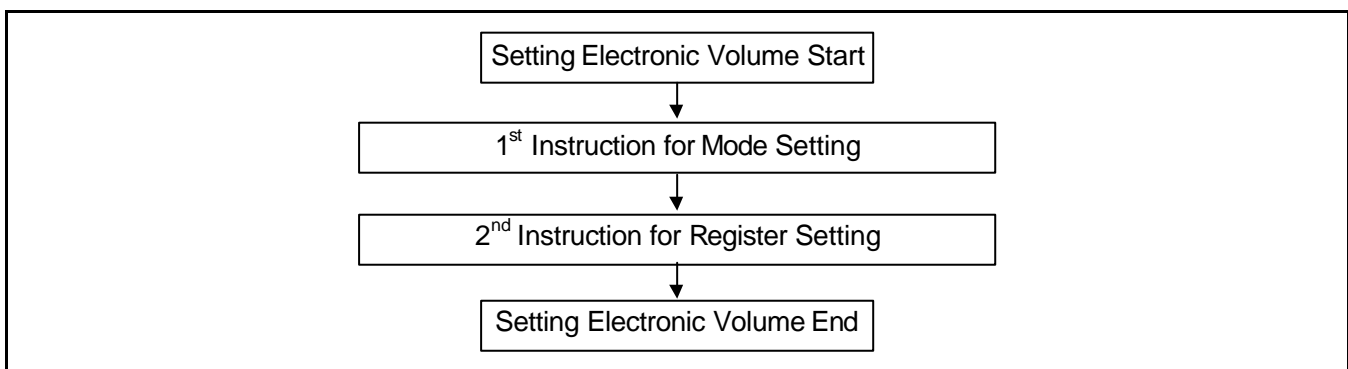 Setting Electronic Volume Start
1st Instruction for Mode Setting
2nd Instruction for Register Setting
Setting Electronic Volume End